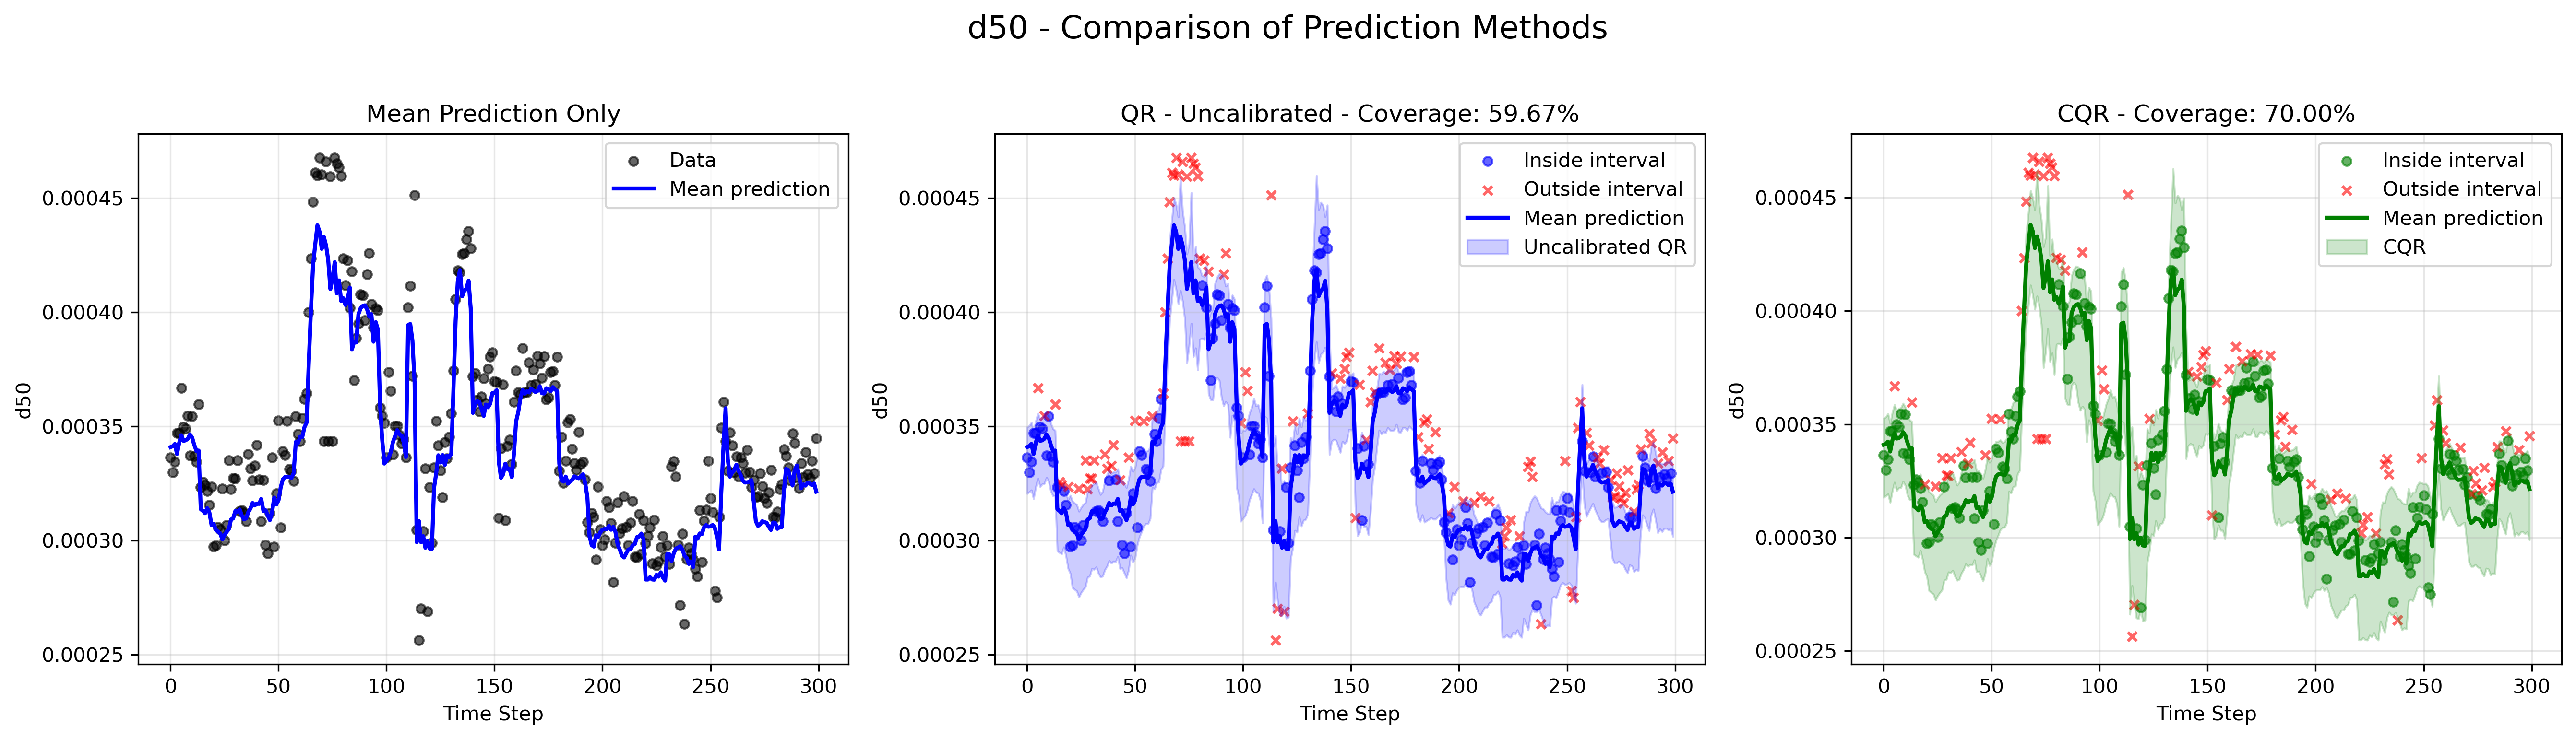 d50 - Comparison of Prediction Methods
Mean Prediction Only
Data
Mean prediction
d50
0.00045
0.00040
0.00035
0.00030
0.00025
0 50 100 150 200 250 300
Time Step
QR - Uncalibrated - Coverage: 59.67%
Inside interval
Outside interval
Mean prediction
Uncalibrated QR
d50
0.00045
0.00040
0.00035
0.00030
0.00025
0 50 100 150 200 250 300
Time Step
CQR - Coverage: 70.00%
Inside interval
Outside interval
Mean prediction
CQR
d50
0.00045
0.00040
0.00035
0.00030
0.00025
0 50 100 150 200 250 300
Time Step